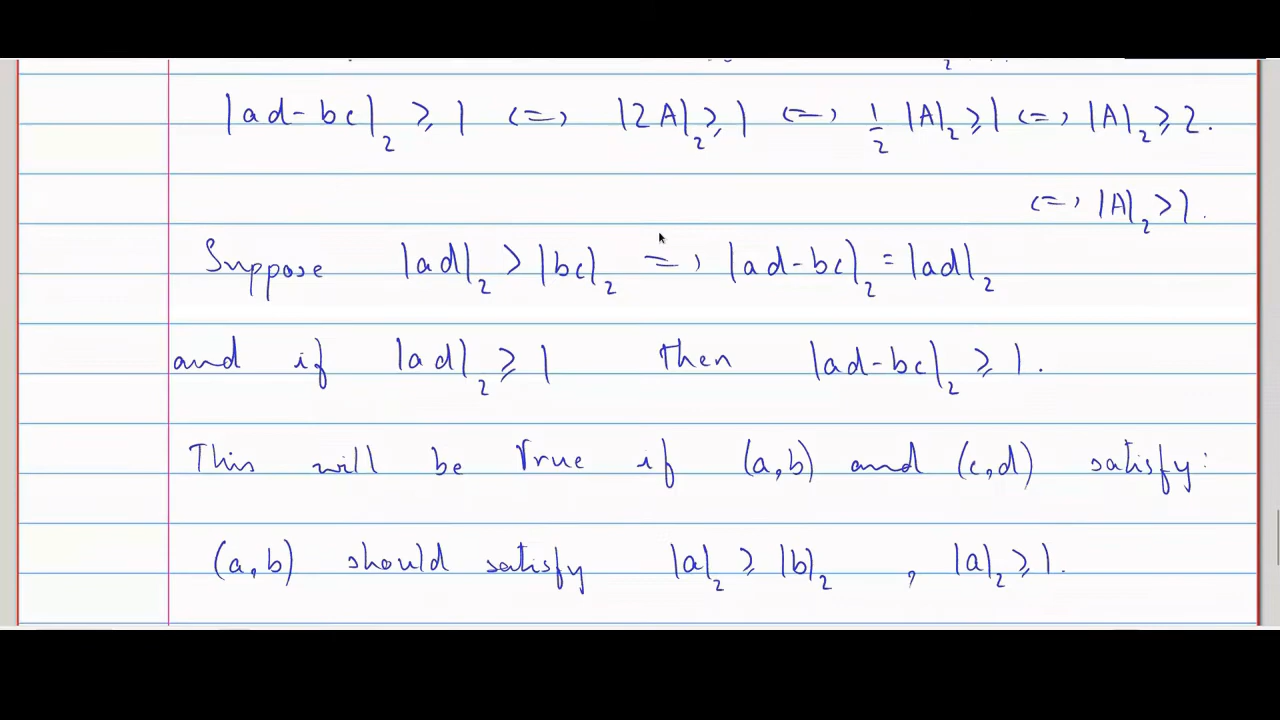 |ad-bc|₂ ⩾ 1 <=> |2A|₂ ⩾ 1 <=> ½ |A|₂ ⩾ 1 <=> |A|₂ ⩾ 2.
<=> |A|₂ > 1.
Suppose |ad|₂ > |bc|₂ => |ad-bc|₂ = |ad|₂
and if |ad|₂ ⩾ 1 Then |ad-bc|₂ ⩾ 1.
This will be True if (a,b) and (c,d) satisfy:
(a,b) should satisfy |a|₂ ⩾ |b|₂ , |a|₂ ⩾ 1.